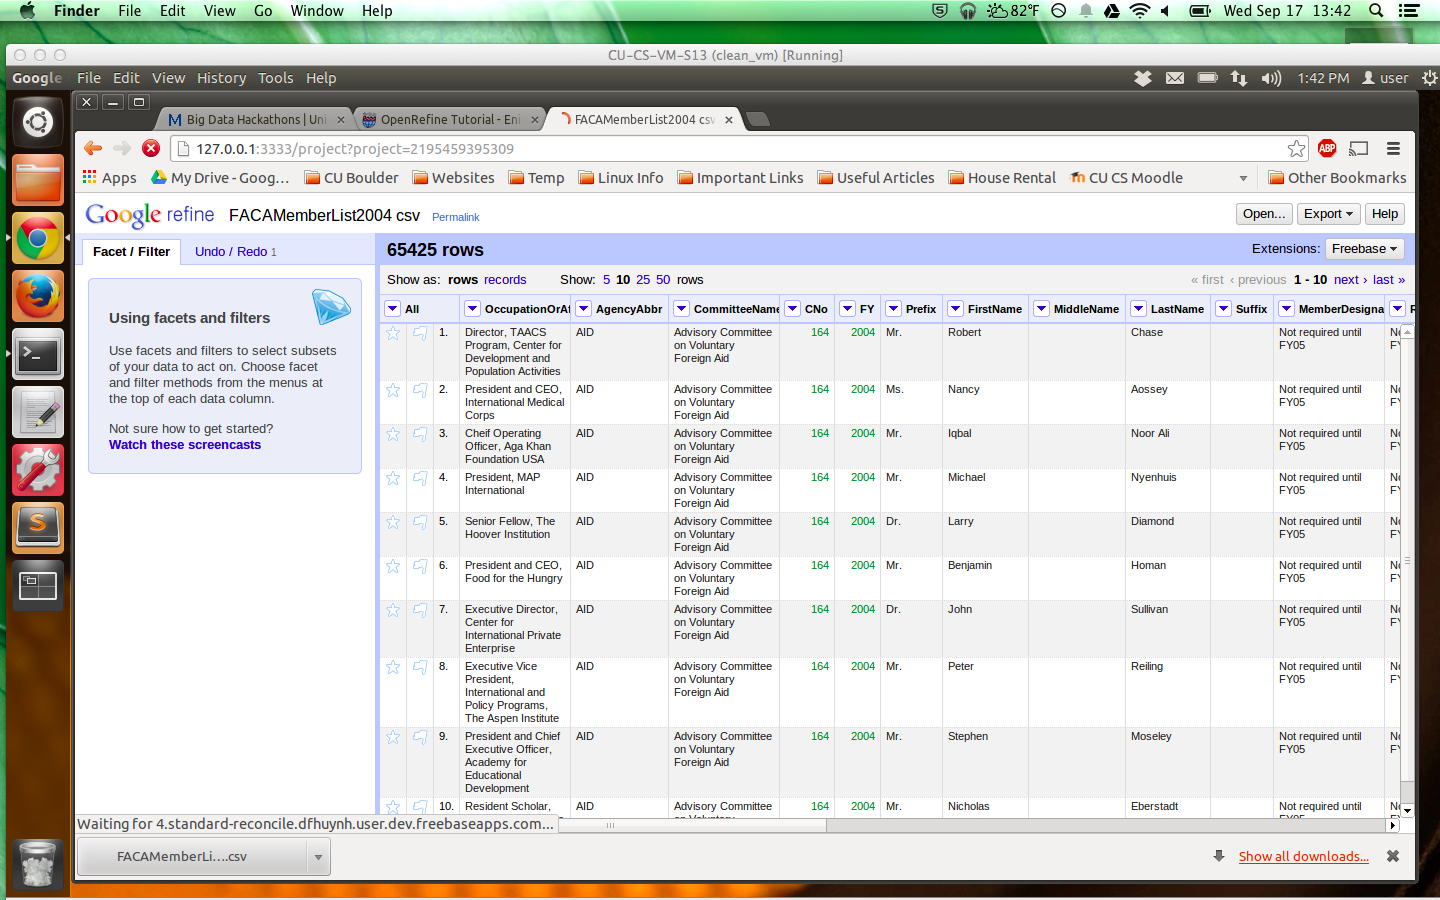 Finder File Edit View Go Window Help 82°F Wed Sep 17 13:42
CU-CS-VM-S13 (clean_vm) [Running]
Google File Edit View History Tools Help 1:42 PM user
Big Data Hackathons | Uni
OpenRefine Tutorial - Eni
FACAMemberList2004 csv
127.0.0.1:3333/project?project=2195459395309
ABP
Apps My Drive - Goog... CU Boulder Websites Temp Linux Info Important Links Useful Articles House Rental CU CS Moodle Other Bookmarks
Google refine FACAMemberList2004 csv Permalink
Open... Export Help
Facet / Filter Undo / Redo 1
65425 rows
Extensions: Freebase
Show as: rows records Show: 5 10 25 50 rows
« first ‹ previous 1 - 10 next › last »
Using facets and filters
Use facets and filters to select subsets
of your data to act on. Choose facet
and filter methods from the menus at
the top of each data column.
Not sure how to get started?
Watch these screencasts
All OccupationOrAf AgencyAbbr CommitteeName CNo FY Prefix FirstName MiddleName LastName Suffix MemberDesigna
1. Director, TAACS AID Advisory Committee 164 2004 Mr. Robert Chase Not required until
Program, Center for on Voluntary FY05
Development and Foreign Aid
Population Activities
2. President and CEO, AID Advisory Committee 164 2004 Ms. Nancy Aossey Not required until
International Medical on Voluntary FY05
Corps Foreign Aid
3. Cheif Operating AID Advisory Committee 164 2004 Mr. Iqbal Noor Ali Not required until
Officer, Aga Khan on Voluntary FY05
Foundation USA Foreign Aid
4. President, MAP AID Advisory Committee 164 2004 Mr. Michael Nyenhuis Not required until
International on Voluntary FY05
Foreign Aid
5. Senior Fellow, The AID Advisory Committee 164 2004 Dr. Larry Diamond Not required until
Hoover Institution on Voluntary FY05
Foreign Aid
6. President and CEO, AID Advisory Committee 164 2004 Mr. Benjamin Homan Not required until
Food for the Hungry on Voluntary FY05
Foreign Aid
7. Executive Director, AID Advisory Committee 164 2004 Dr. John Sullivan Not required until
Center for on Voluntary FY05
International Private Foreign Aid
Enterprise
8. Executive Vice AID Advisory Committee 164 2004 Mr. Peter Reiling Not required until
President, on Voluntary FY05
International and Foreign Aid
Policy Programs,
The Aspen Institute
9. President and Chief AID Advisory Committee 164 2004 Mr. Stephen Moseley Not required until
Executive Officer, on Voluntary FY05
Academy for Foreign Aid
Educational
Development
10. Resident Scholar, AID Advisory Committee 164 2004 Mr. Nicholas Eberstadt Not required until
FY05
Waiting for 4.standard-reconcile.dfhuynh.user.dev.freebaseapps.com...
FACAMemberLi....csv
Show all downloads...